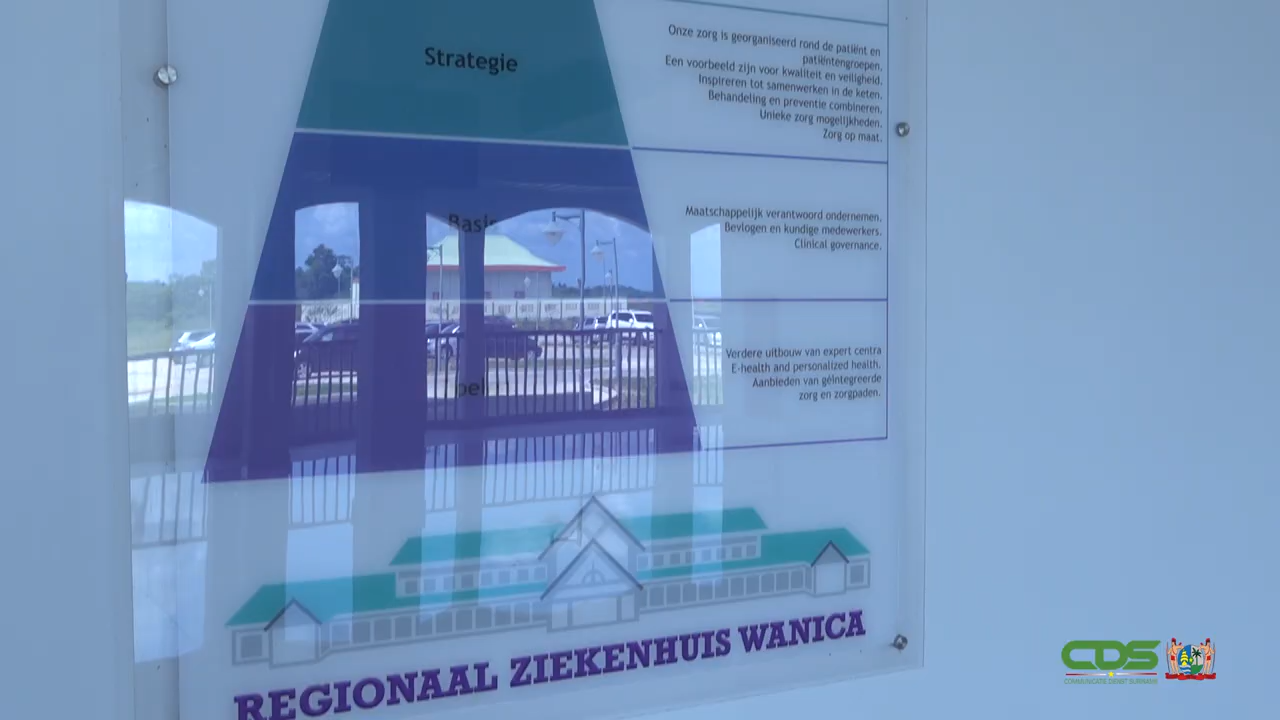 Strategie
Onze zorg is georganiseerd rond de patiënt en
patiëntengroepen.
Een voorbeeld zijn voor kwaliteit en veiligheid.
Inspireren tot samenwerken in de keten.
Behandeling en preventie combineren.
Unieke zorg mogelijkheden.
Zorg op maat.
Basis
Maatschappelijk verantwoord ondernemen.
Bevlogen en kundige medewerkers.
Clinical governance.
Verdere uitbouw van expert centra
E-health and personalized health.
Aanbieden van geïntegreerde
zorg en zorgpaden.
REGIONAAL ZIEKENHUIS WANICA
CDS
COMMUNICATIE DIENST SURINAME